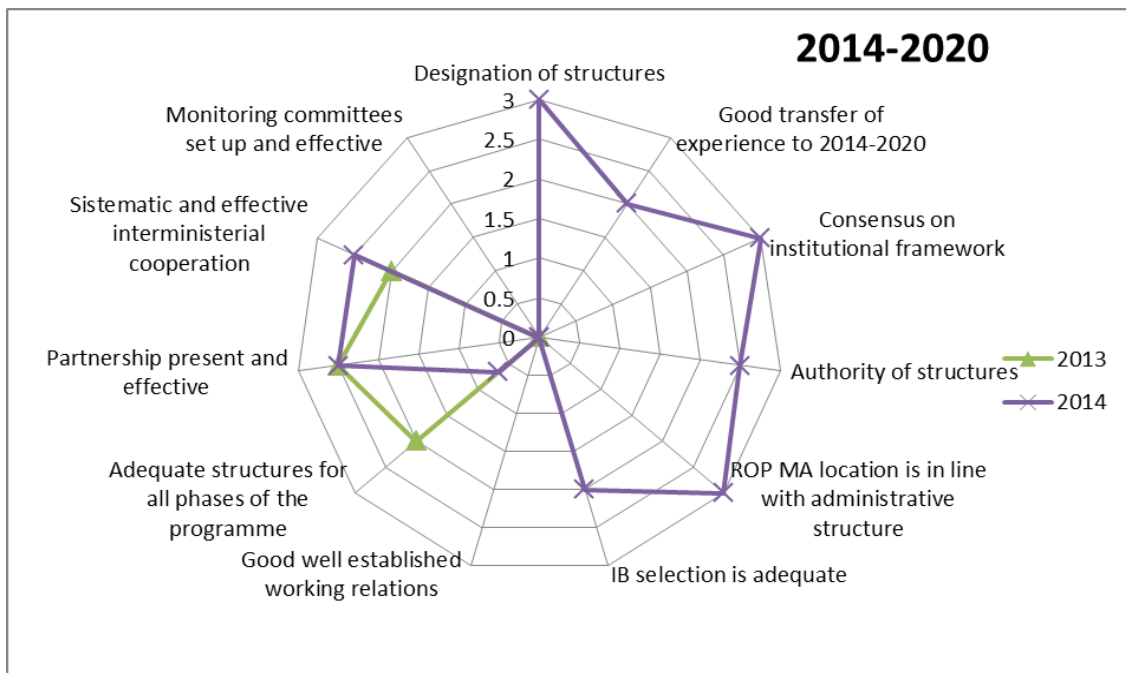 2014-2020
Designation of structures
Good transfer of
experience to 2014-2020
Consensus on
institutional framework
Authority of structures
ROP MA location is in line
with administrative
structure
IB selection is adequate
Good well established
working relations
Adequate structures for
all phases of the
programme
Partnership present and
effective
Sistematic and effective
interministerial
cooperation
Monitoring committees
set up and effective
3
2.5
2
1.5
1
0.5
0
2013
2014